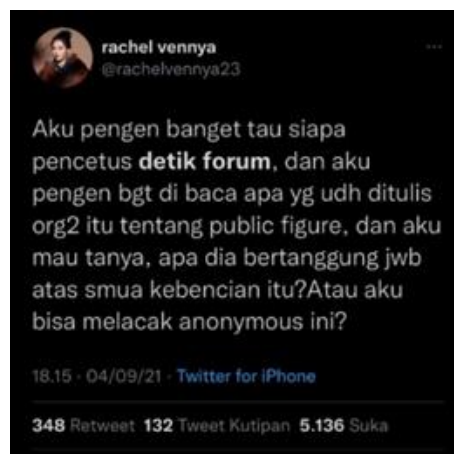 rachel vennya
@rachelvennya23
Aku pengen banget tau siapa
pencetus detik forum, dan aku
pengen bgt di baca apa yg udh ditulis
org2 itu tentang public figure, dan aku
mau tanya, apa dia bertanggung jwb
atas smua kebencian itu?Atau aku
bisa melacak anonymous ini?
18.15 · 04/09/21 · Twitter for iPhone
348 Retweet 132 Tweet Kutipan 5.136 Suka